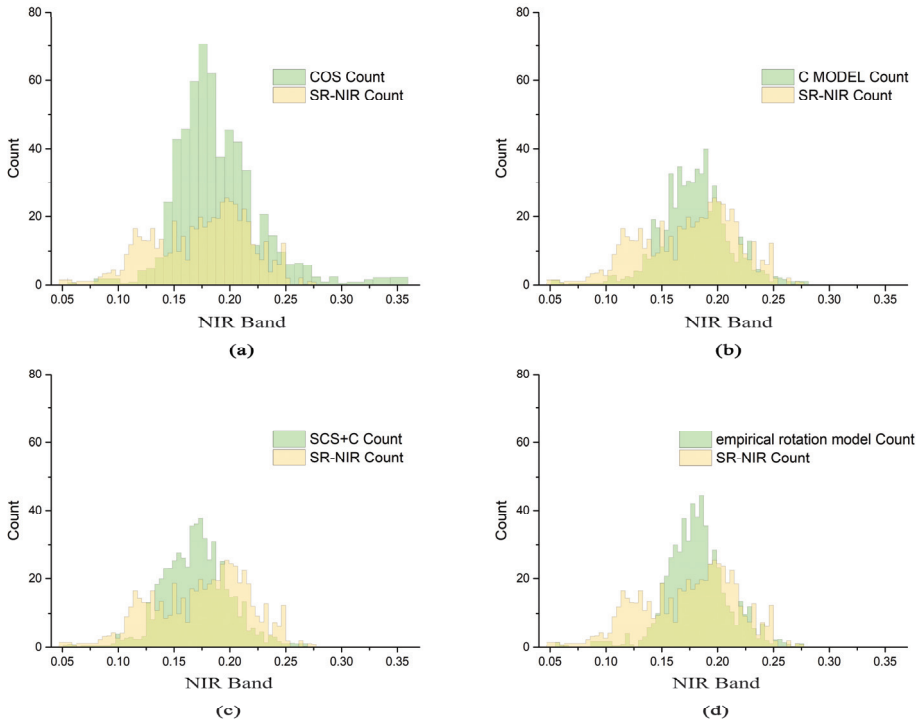 80
60
40
20
0
Count
COS Count
SR-NIR Count
0.05 0.10 0.15 0.20 0.25 0.30 0.35
NIR Band
(a)
80
60
40
20
0
Count
C MODEL Count
SR-NIR Count
0.05 0.10 0.15 0.20 0.25 0.30 0.35
NIR Band
(b)
80
60
40
20
0
Count
SCS+C Count
SR-NIR Count
0.05 0.10 0.15 0.20 0.25 0.30 0.35
NIR Band
(c)
80
60
40
20
0
Count
empirical rotation model Count
SR-NIR Count
0.05 0.10 0.15 0.20 0.25 0.30 0.35
NIR Band
(d)